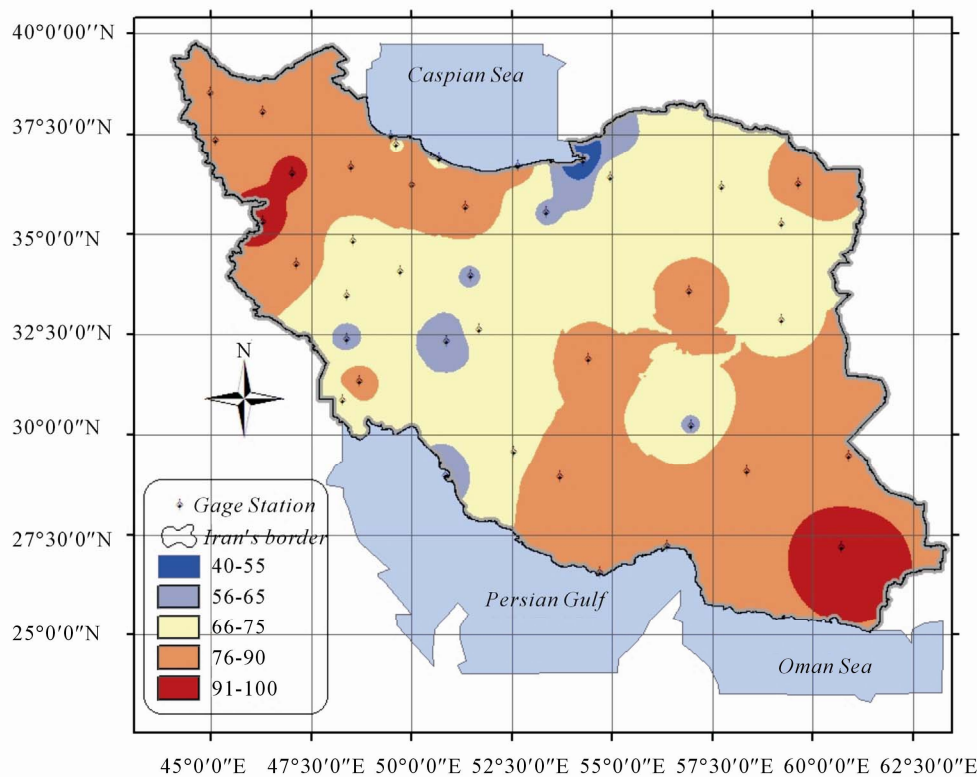 40°0'00"N
37°30'0"N
35°0'0"N
32°30'0"N
30°0'0"N
27°30'0"N
25°0'0"N
Caspian Sea
N
Gage Station
Iran's border
40-55
56-65
66-75
76-90
91-100
Persian Gulf
Oman Sea
45°0'0"E 47°30'0"E 50°0'0"E 52°30'0"E 55°0'0"E 57°30'0"E 60°0'0"E 62°30'0"E